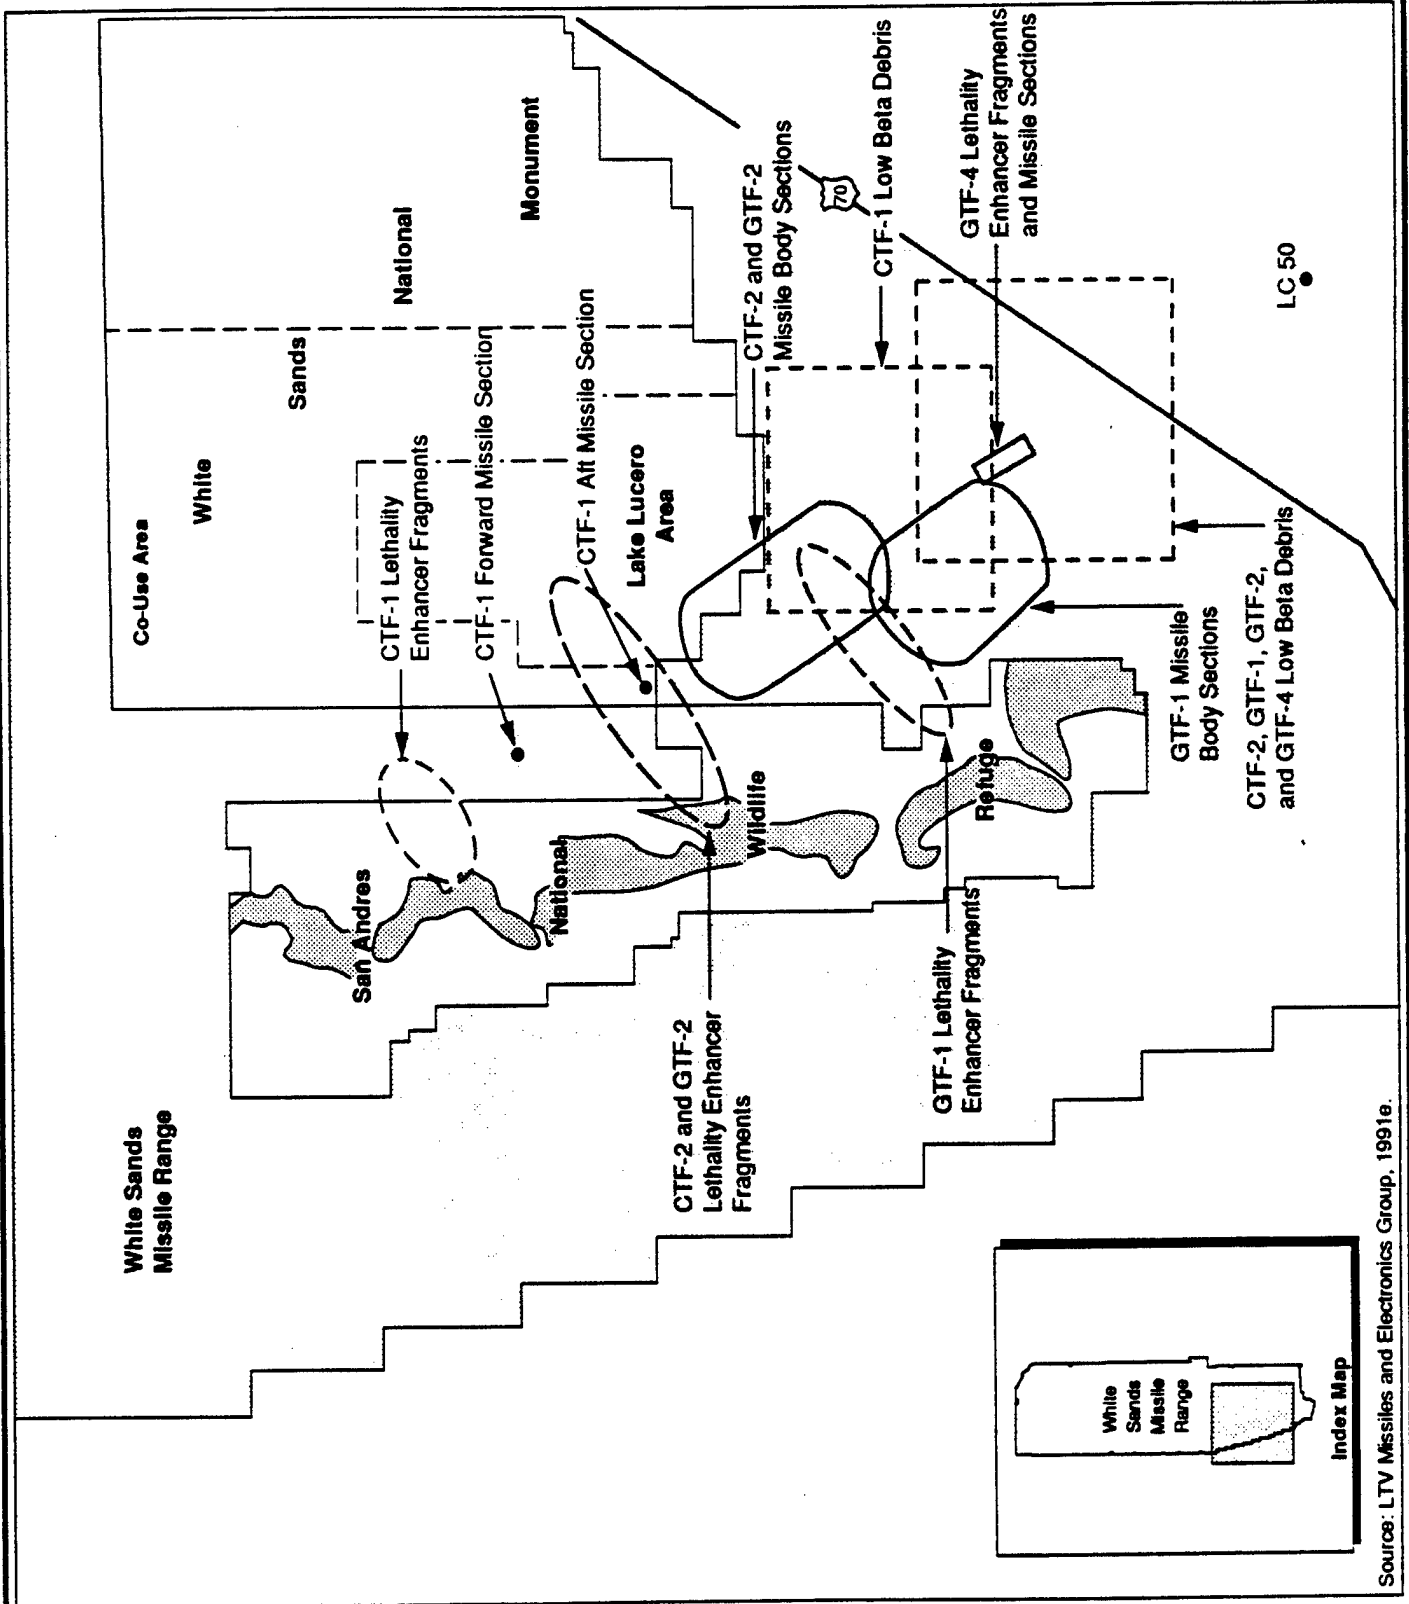 White Sands
Missile Range
Co-Use Area
White
Sands
National
Monument
CTF-1 Lethality
Enhancer Fragments
CTF-1 Forward Missile Section
CTF-1 Aft Missile Section
San Andres
National
Wildlife
Refuge
Lake Lucero
Area
CTF-2 and GTF-2
Missile Body Sections
70
CTF-1 Low Beta Debris
GTF-4 Lethality
Enhancer Fragments
and Missile Sections
CTF-2 and GTF-2
Lethality Enhancer
Fragments
GTF-1 Lethality
Enhancer Fragments
GTF-1 Missile
Body Sections
CTF-2, GTF-1, GTF-2,
and GTF-4 Low Beta Debris
LC 50
White
Sands
Missile
Range
Index Map
Source: LTV Missiles and Electronics Group, 1991e.